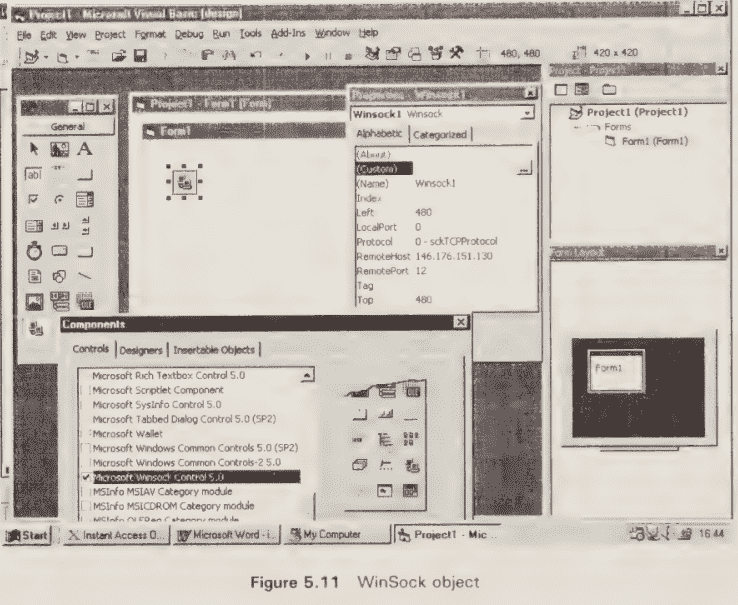 Project1 - Microsoft Visual Basic [design]
File Edit View Project Format Debug Run Tools Add-Ins Window Help
480, 480
420 x 420
General
A
ab|
Project1 - Form1 (Form)
Form1
Properties - Winsock1
Winsock1 Winsock
Alphabetic Categorized
(About)
(Custom) ...
(Name) Winsock1
Index
Left 480
LocalPort 0
Protocol 0 - sckTCPProtocol
RemoteHost 146.176.151.130
RemotePort 12
Tag
Top 480
Project1 (Project1)
Forms
Form1 (Form1)
Form Layout
Form1
Components
Controls Designers Insertable Objects
Microsoft Rich Textbox Control 5.0
Microsoft Scriptlet Component
Microsoft SysInfo Control 5.0
Microsoft Tabbed Dialog Control 5.0 (SP2)
Microsoft Wallet
Microsoft Windows Common Controls 5.0 (SP2)
Microsoft Windows Common Controls-2 5.0
Microsoft Winsock Control 5.0
MSInfo MSIAV Category module
MSInfo MSICDROM Category module
MSInfo OLEReg Category module
Start Instant Access O... Microsoft Word - i... My Computer Project1 - Mic... 16:44
Figure 5.11 WinSock object